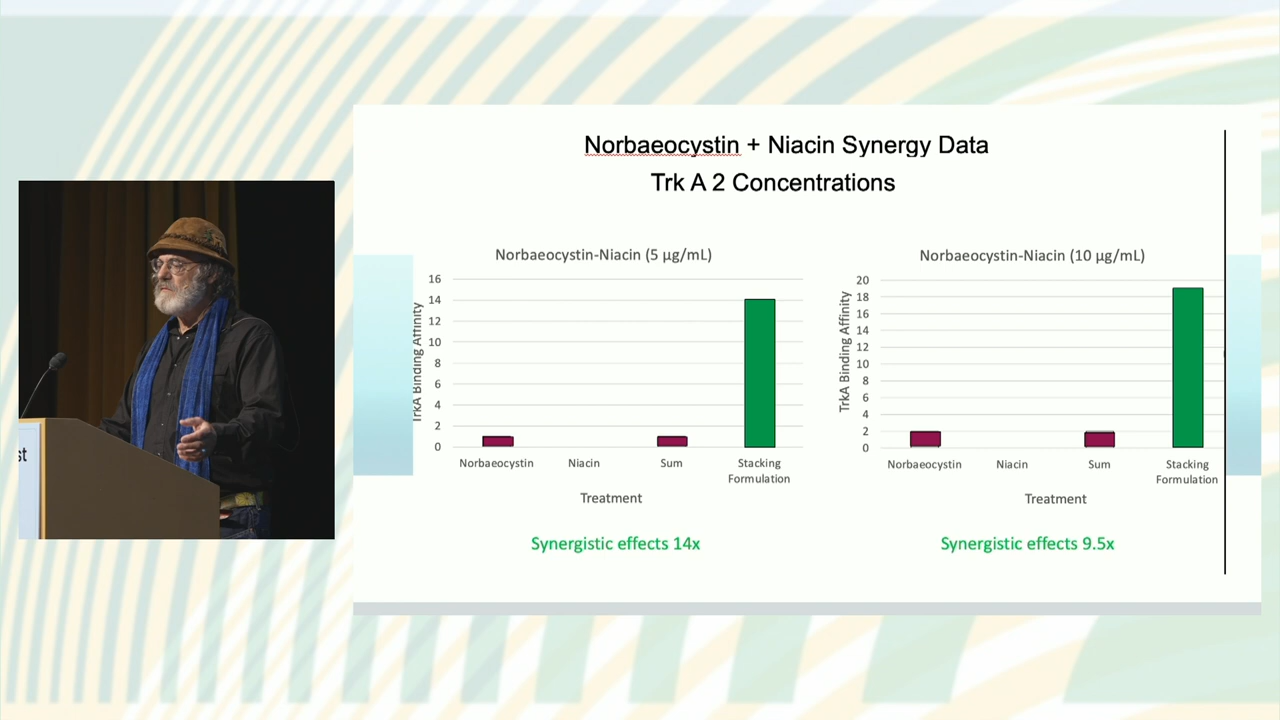 Norbaeocystin + Niacin Synergy Data
Trk A 2 Concentrations
Norbaeocystin-Niacin (5 µg/mL)
16
14
12
10
8
6
4
2
0
TrkA Binding Affinity
Norbaeocystin
Niacin
Sum
Stacking
Formulation
Treatment
Synergistic effects 14x
Norbaeocystin-Niacin (10 µg/mL)
20
18
16
14
12
10
8
6
4
2
0
TrkA Binding Affinity
Norbaeocystin
Niacin
Sum
Stacking
Formulation
Treatment
Synergistic effects 9.5x
st